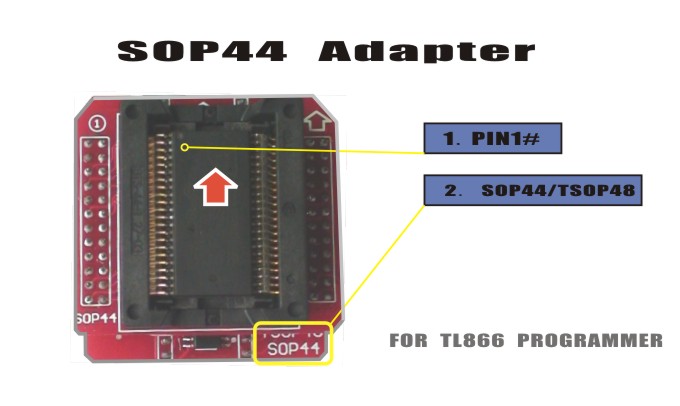 SOP44 Adapter
1
1. PIN1#
2. SOP44/TSOP48
SOP44
FOR TL866 PROGRAMMER
SOP44